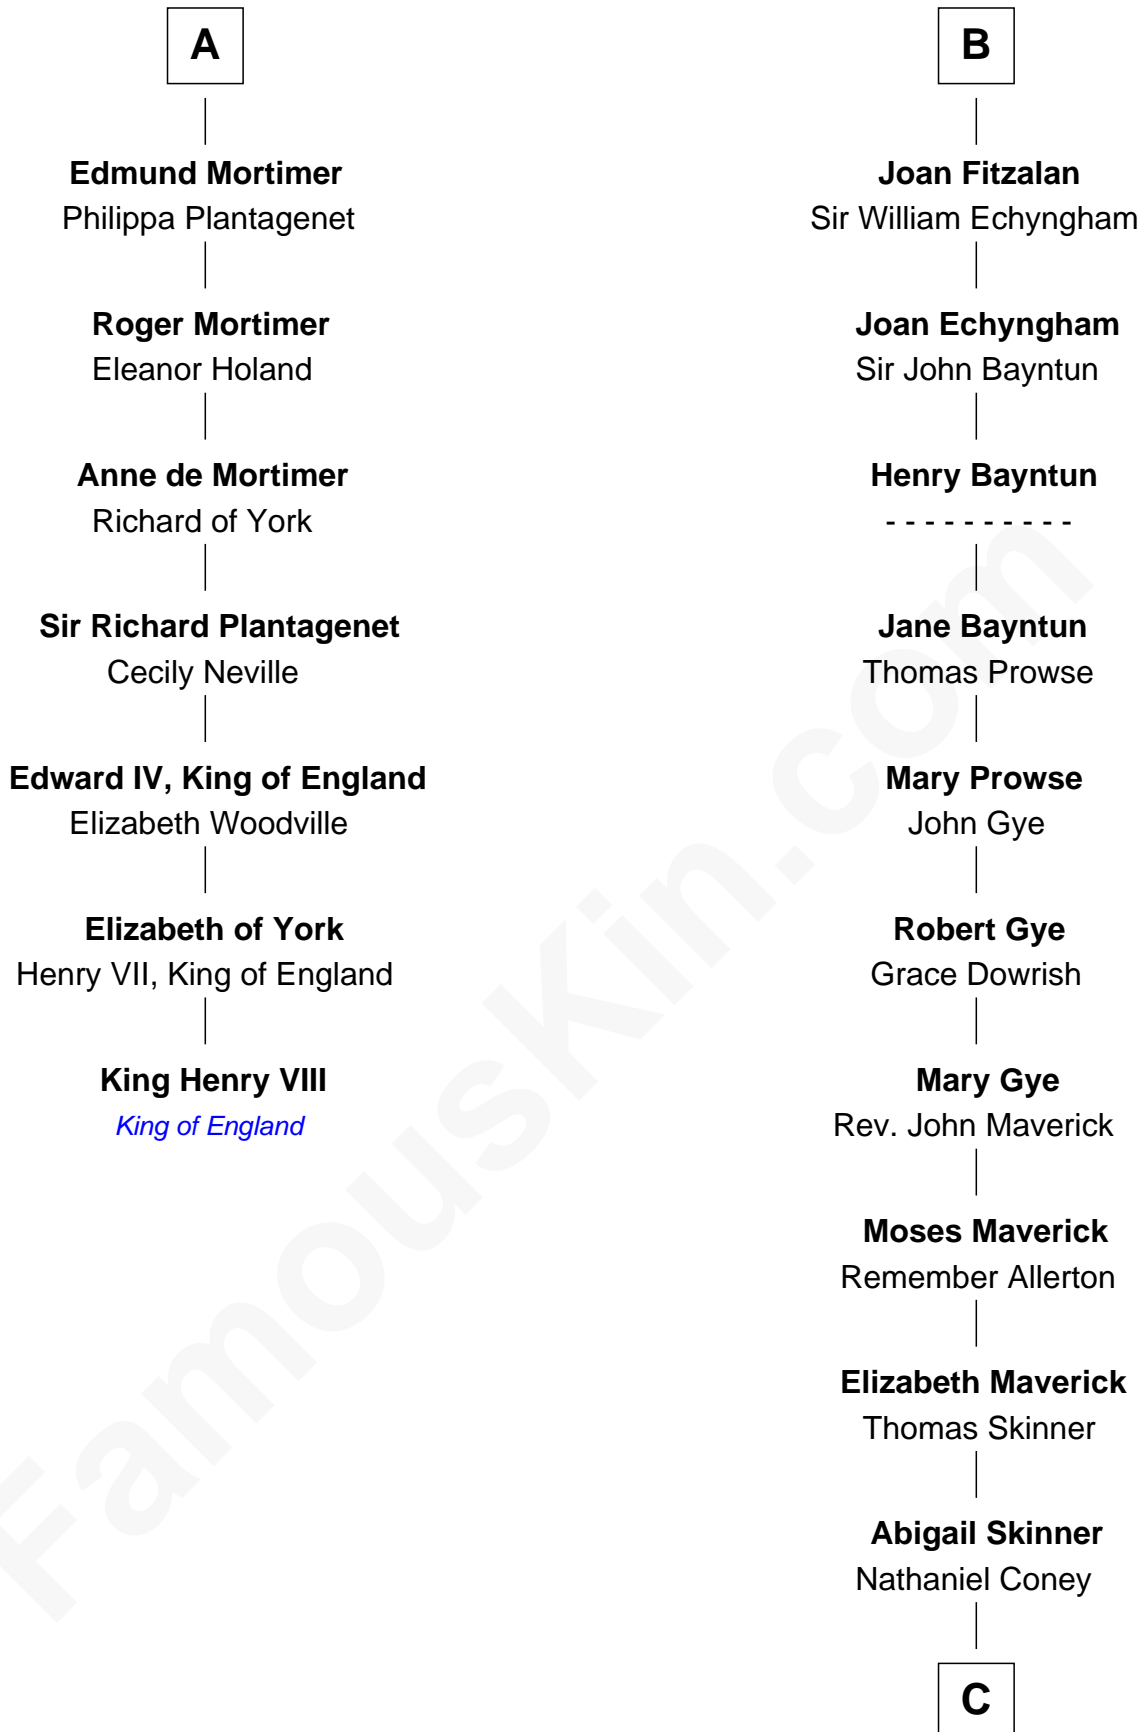 A
Edmund Mortimer
Philippa Plantagenet
Roger Mortimer
Eleanor Holand
Anne de Mortimer
Richard of York
Sir Richard Plantagenet
Cecily Neville
Edward IV, King of England
Elizabeth Woodville
Elizabeth of York
Henry VII, King of England
King Henry VIII
King of England
B
Joan Fitzalan
Sir William Echyngham
Joan Echyngham
Sir John Bayntun
Henry Bayntun
- - - - - - - - - -
Jane Bayntun
Thomas Prowse
Mary Prowse
John Gye
Robert Gye
Grace Dowrish
Mary Gye
Rev. John Maverick
Moses Maverick
Remember Allerton
Elizabeth Maverick
Thomas Skinner
Abigail Skinner
Nathaniel Coney
C
FamousKin.com